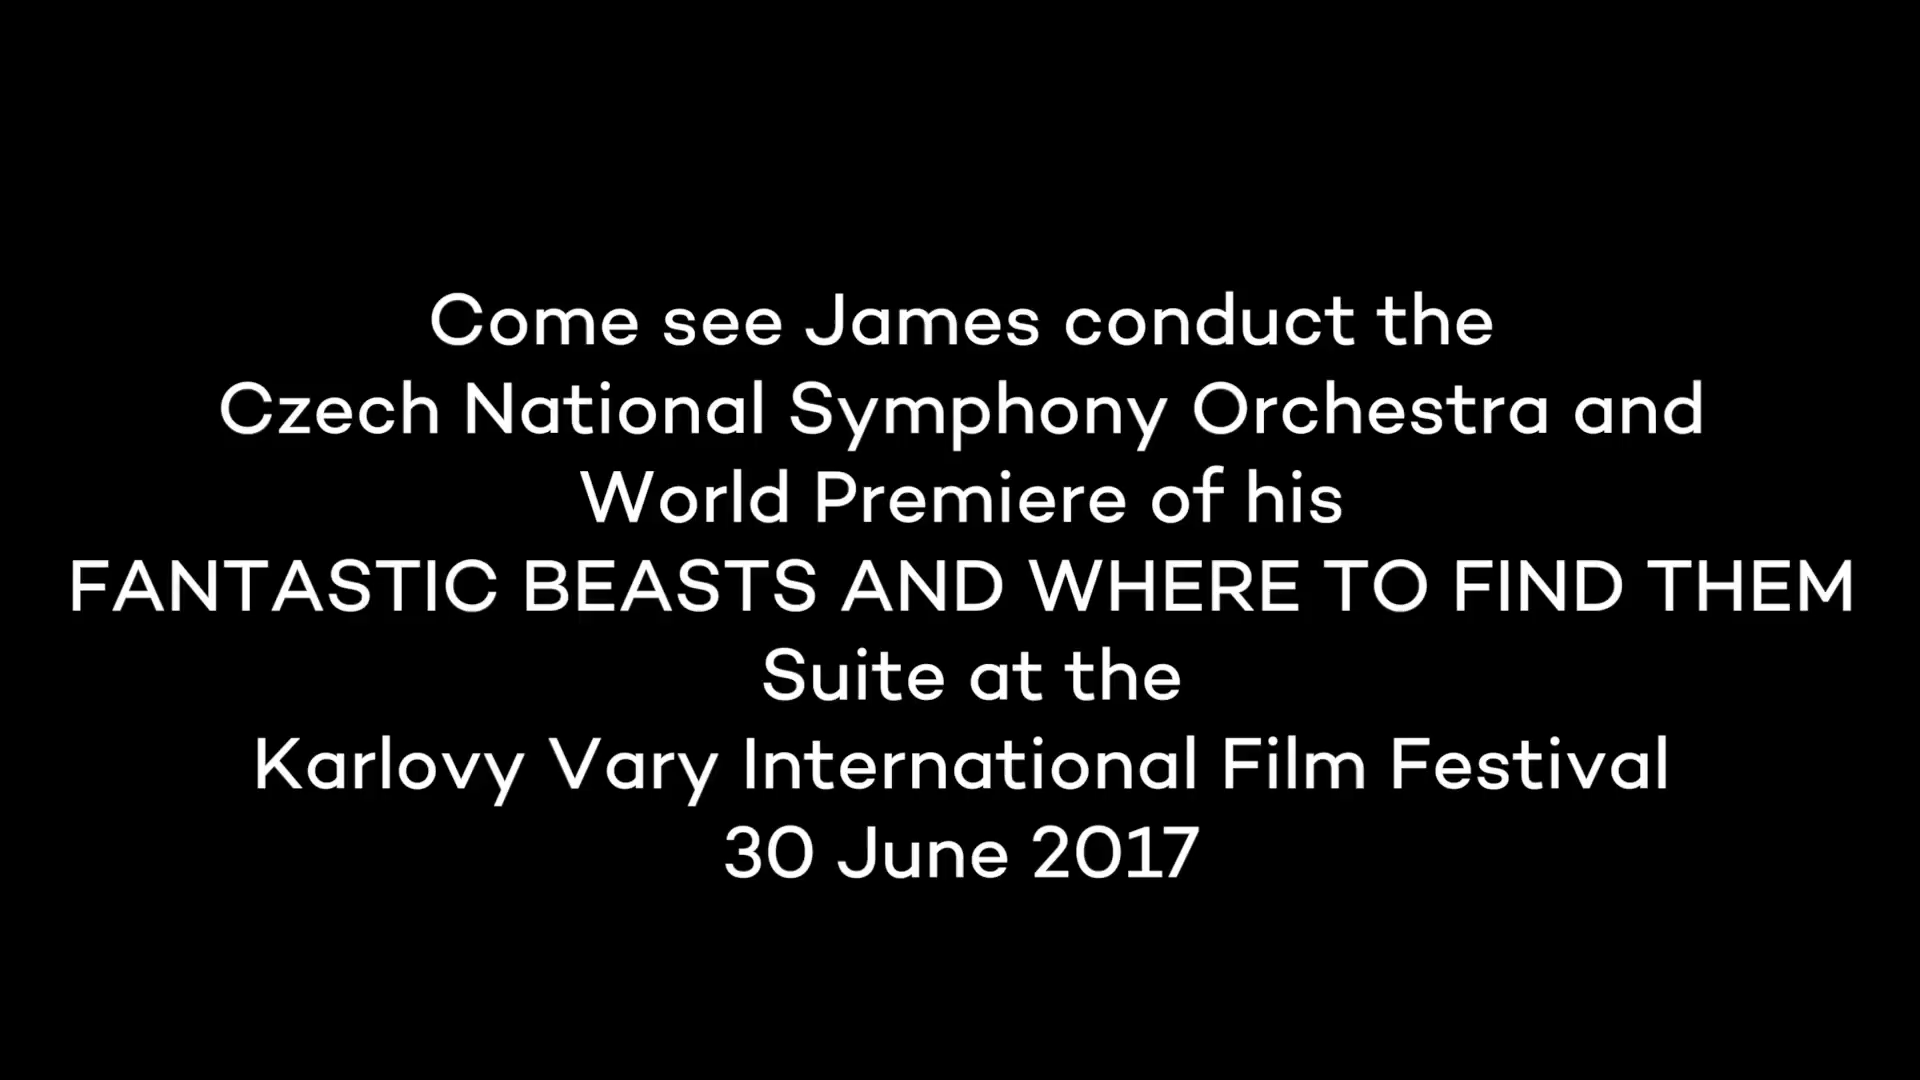 Come see James conduct the
Czech National Symphony Orchestra and
World Premiere of his
FANTASTIC BEASTS AND WHERE TO FIND THEM
Suite at the
Karlovy Vary International Film Festival
30 June 2017